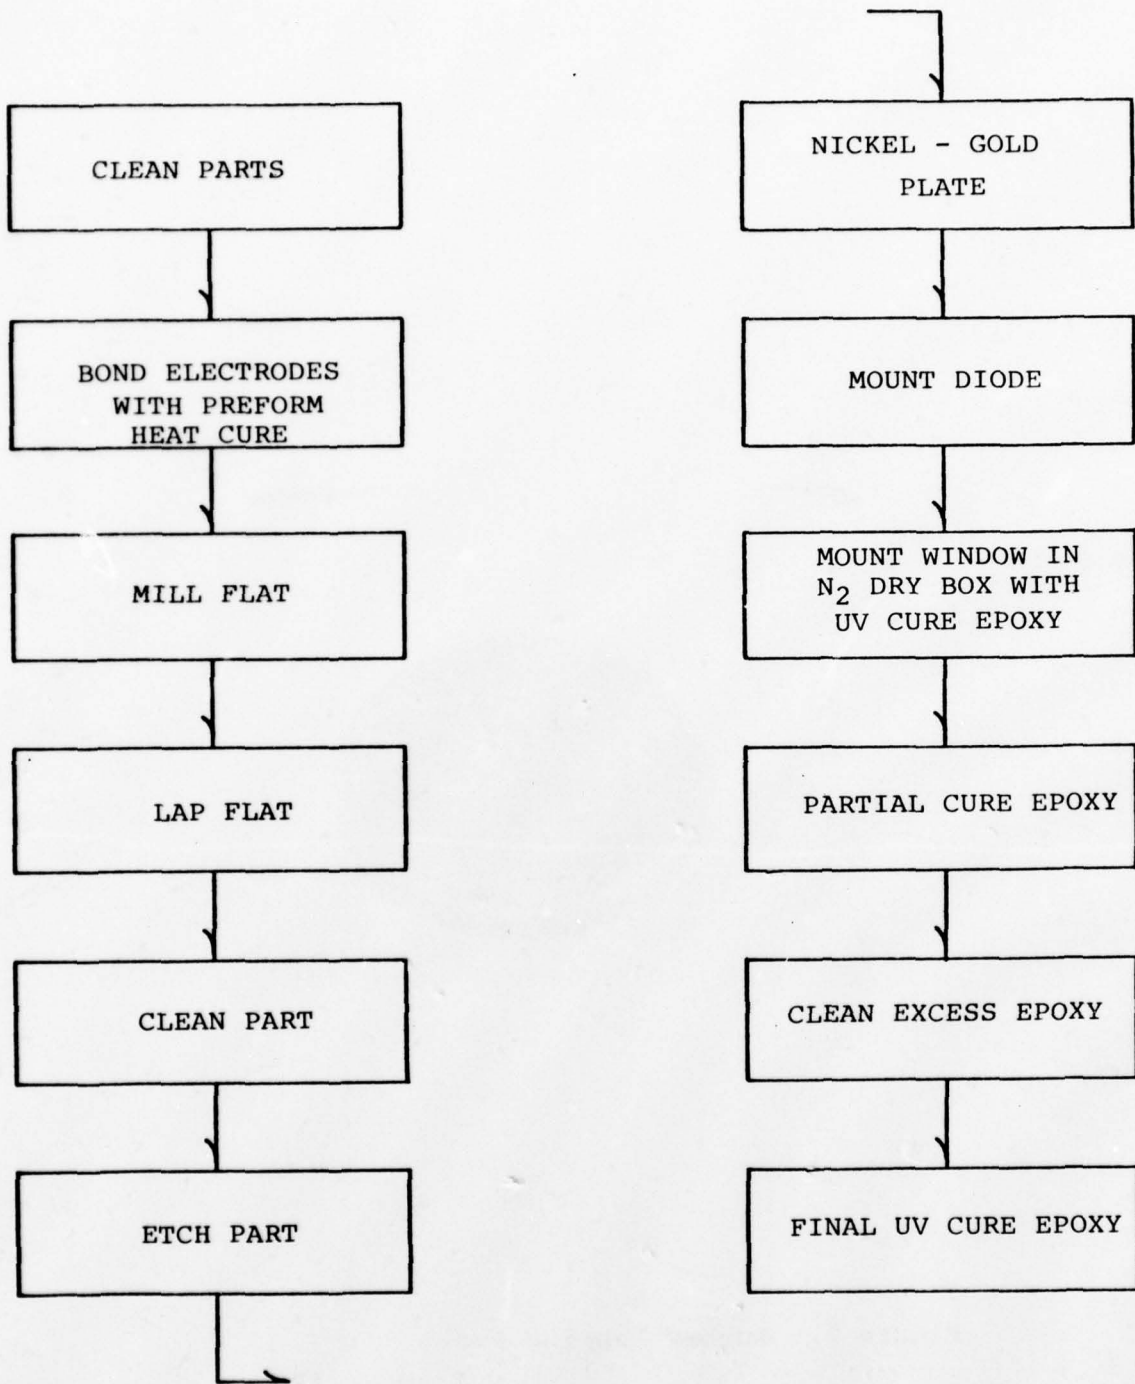 CLEAN PARTS
BOND ELECTRODES
WITH PREFORM
HEAT CURE
MILL FLAT
LAP FLAT
CLEAN PART
ETCH PART
NICKEL - GOLD
PLATE
MOUNT DIODE
MOUNT WINDOW IN
N₂ DRY BOX WITH
UV CURE EPOXY
PARTIAL CURE EPOXY
CLEAN EXCESS EPOXY
FINAL UV CURE EPOXY